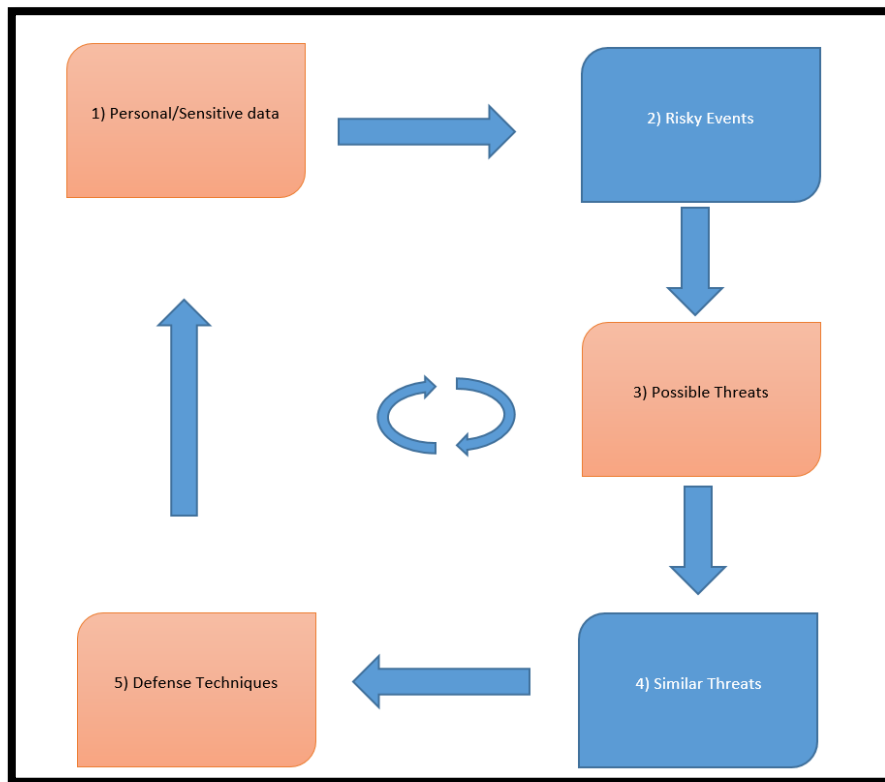 1) Personal/Sensitive data
2) Risky Events
3) Possible Threats
4) Similar Threats
5) Defense Techniques